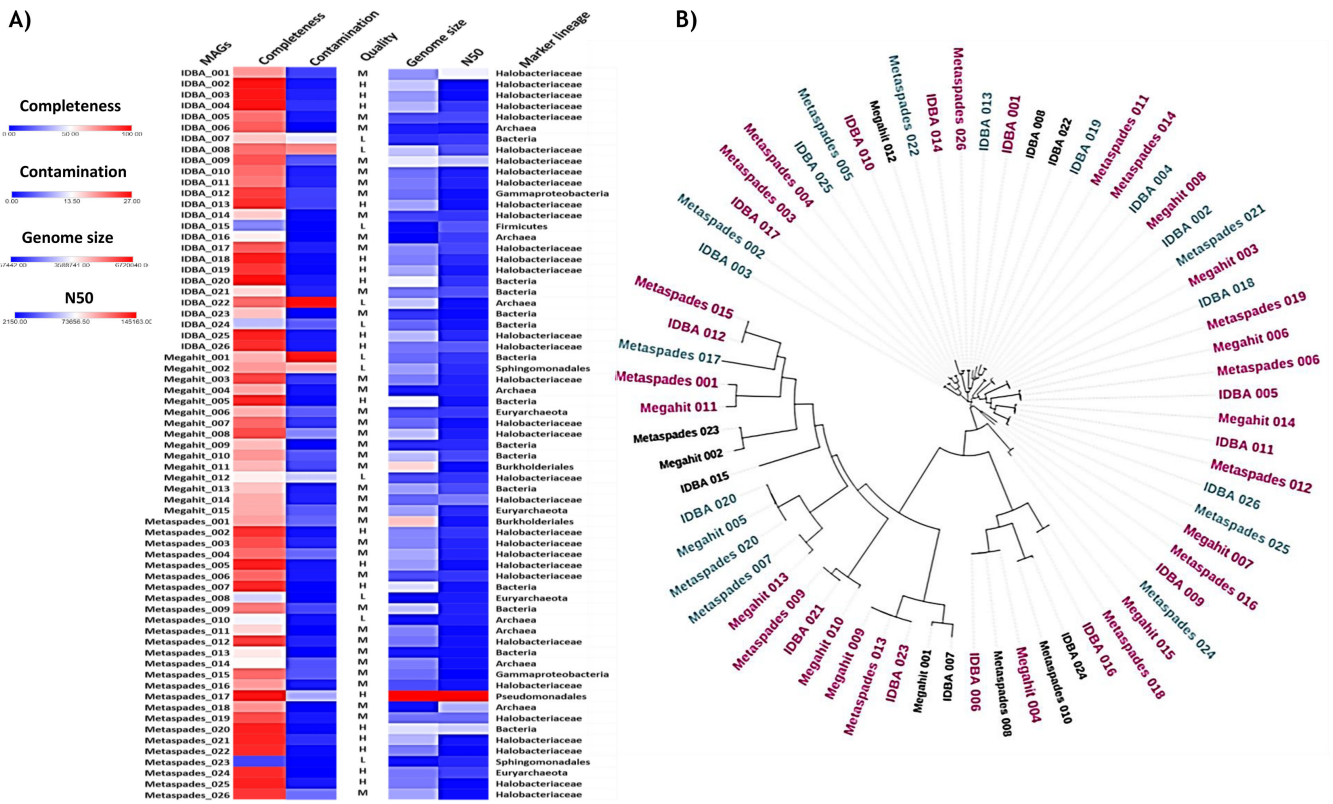 A)
MAGs Completeness Contamination Quality Genome size N50 Marker lineage
Completeness
0.00 50.00 100.00
Contamination
0.00 13.50 27.00
Genome size
3588741.00 6720040.00
N50
2150.00 73656.50 145163.00
IDBA_001 M Halobacteriaceae
IDBA_002 H Halobacteriaceae
IDBA_003 H Halobacteriaceae
IDBA_004 H Halobacteriaceae
IDBA_005 M Halobacteriaceae
IDBA_006 M Archaea
IDBA_007 L Bacteria
IDBA_008 L Halobacteriaceae
IDBA_009 M Halobacteriaceae
IDBA_010 M Halobacteriaceae
IDBA_011 M Halobacteriaceae
IDBA_012 M Gammaproteobacteria
IDBA_013 H Halobacteriaceae
IDBA_014 M Halobacteriaceae
IDBA_015 L Firmicutes
IDBA_016 M Archaea
IDBA_017 M Halobacteriaceae
IDBA_018 H Halobacteriaceae
IDBA_019 H Halobacteriaceae
IDBA_020 H Bacteria
IDBA_021 M Bacteria
IDBA_022 L Archaea
IDBA_023 M Bacteria
IDBA_024 L Bacteria
IDBA_025 H Halobacteriaceae
IDBA_026 H Halobacteriaceae
Megahit_001 L Bacteria
Megahit_002 L Sphingomonadales
Megahit_003 M Halobacteriaceae
Megahit_004 M Archaea
Megahit_005 H Bacteria
Megahit_006 M Euryarchaeota
Megahit_007 M Halobacteriaceae
Megahit_008 M Halobacteriaceae
Megahit_009 M Bacteria
Megahit_010 M Bacteria
Megahit_011 M Burkholderiales
Megahit_012 L Halobacteriaceae
Megahit_013 M Bacteria
Megahit_014 M Halobacteriaceae
Megahit_015 M Euryarchaeota
Metaspades_001 M Burkholderiales
Metaspades_002 H Halobacteriaceae
Metaspades_003 M Halobacteriaceae
Metaspades_004 M Halobacteriaceae
Metaspades_005 H Halobacteriaceae
Metaspades_006 M Halobacteriaceae
Metaspades_007 H Bacteria
Metaspades_008 L Euryarchaeota
Metaspades_009 M Bacteria
Metaspades_010 L Archaea
Metaspades_011 M Archaea
Metaspades_012 M Halobacteriaceae
Metaspades_013 M Bacteria
Metaspades_014 M Archaea
Metaspades_015 M Gammaproteobacteria
Metaspades_016 M Halobacteriaceae
Metaspades_017 H Pseudomonadales
Metaspades_018 M Archaea
Metaspades_019 M Halobacteriaceae
Metaspades_020 H Bacteria
Metaspades_021 H Halobacteriaceae
Metaspades_022 H Halobacteriaceae
Metaspades_023 L Sphingomonadales
Metaspades_024 H Euryarchaeota
Metaspades_025 H Halobacteriaceae
Metaspades_026 M Halobacteriaceae
B)
Metaspades 015
IDBA 012
Metaspades 017
Metaspades 001
Megahit 011
Metaspades 023
Megahit 002
IDBA 015
IDBA 020
Megahit 005
Metaspades 020
Metaspades 007
Megahit 013
Metaspades 009
IDBA 021
Megahit 010
Megahit 009
Metaspades 013
IDBA 023
Megahit 001
IDBA 007
IDBA 006
Metaspades 008
Megahit 004
Metaspades 010
IDBA 024
IDBA 016
Metaspades 018
Megahit 015
Metaspades 024
IDBA 009
Metaspades 016
Megahit 007
Metaspades 025
IDBA 026
Metaspades 012
IDBA 011
Megahit 014
IDBA 005
Metaspades 006
Megahit 006
Metaspades 019
IDBA 018
Megahit 003
Metaspades 021
IDBA 002
Megahit 008
IDBA 004
Metaspades 014
Metaspades 011
IDBA 019
IDBA 022
IDBA 008
IDBA 001
IDBA 013
Metaspades 026
IDBA 014
Metaspades 022
Megahit 012
IDBA 010
Metaspades 005
IDBA 025
Metaspades 004
Metaspades 003
IDBA 017
Metaspades 002
IDBA 003